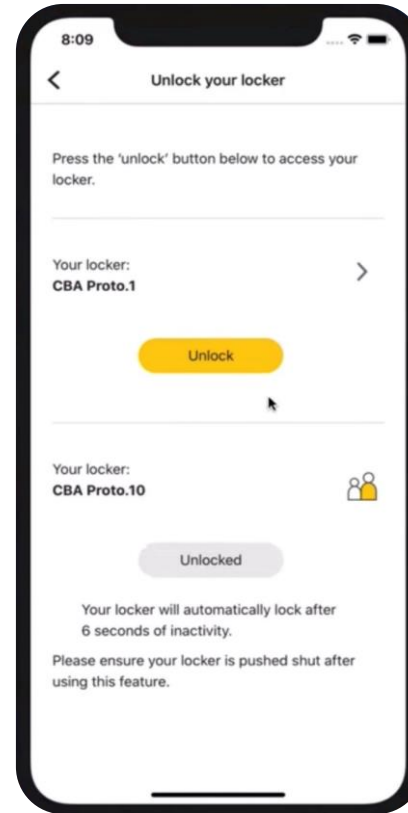 8:09
Unlock your locker
Press the 'unlock' button below to access your
locker.
Your locker:
CBA Proto.1
Unlock
Your locker:
CBA Proto.10
Unlocked
Your locker will automatically lock after
6 seconds of inactivity.
Please ensure your locker is pushed shut after
using this feature.